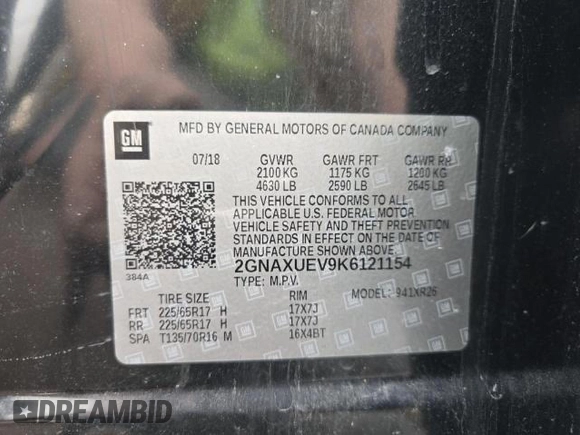 GM
MFD BY GENERAL MOTORS OF CANADA COMPANY
07/18 GVWR GAWR FRT GAWR RR
2100 KG 1175 KG 1200 KG
4630 LB 2590 LB 2645 LB
THIS VEHICLE CONFORMS TO ALL
APPLICABLE U.S. FEDERAL MOTOR
VEHICLE SAFETY AND THEFT PREVENTION
STANDARDS IN EFFECT ON THE DATE OF
MANUFACTURE SHOWN ABOVE.
384A 2GNAXUEV9K6121154
TYPE: M.P.V. MODEL: 941XR26
TIRE SIZE RIM
FRT 225/65R17 H 17X7J
RR 225/65R17 H 17X7J
SPA T135/70R16 M 16X4BT
DREAMBID